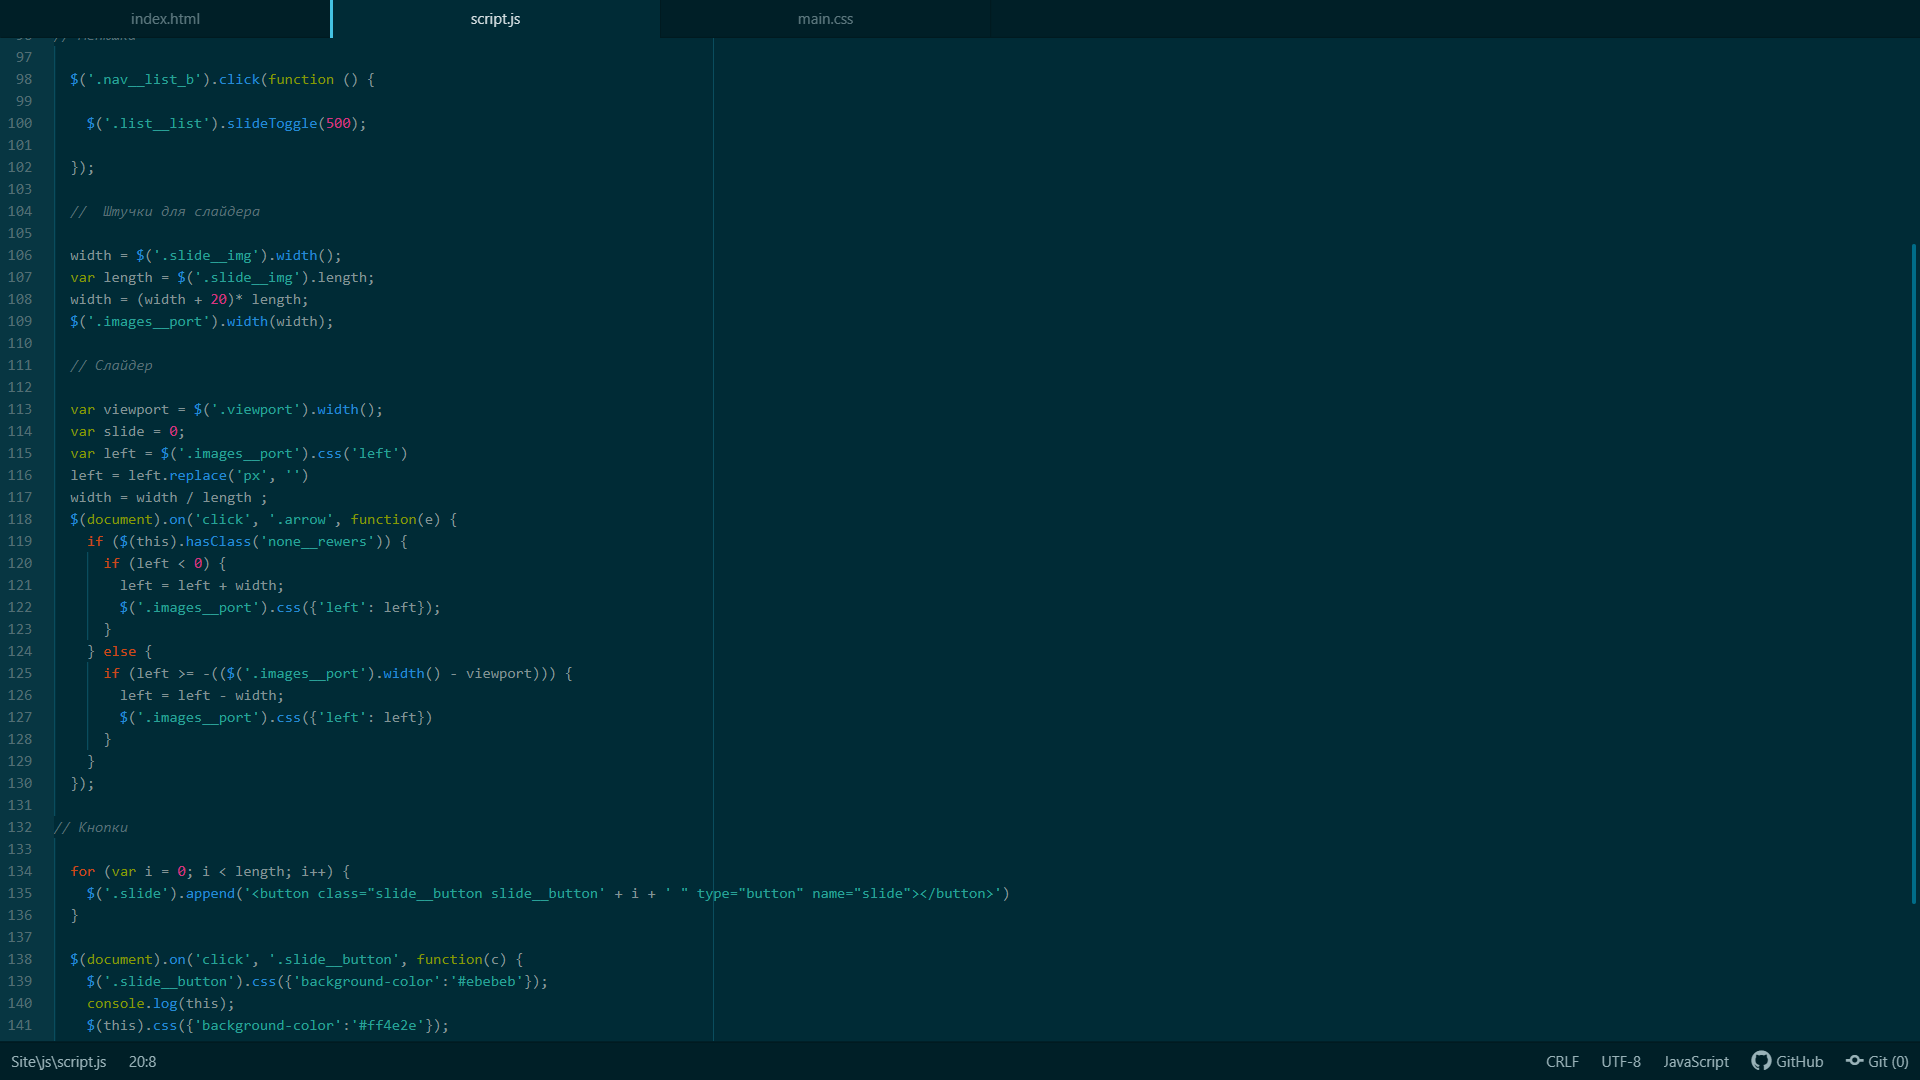 index.html
script.js
main.css
97
98 $('.nav__list_b').click(function () {
99
100 $('.list__list').slideToggle(500);
101
102 });
103
104 //  Штучки для слайдера
105
106 width = $('.slide__img').width();
107 var length = $('.slide__img').length;
108 width = (width + 20)* length;
109 $('.images__port').width(width);
110
111 // Слайдер
112
113 var viewport = $('.viewport').width();
114 var slide = 0;
115 var left = $('.images__port').css('left')
116 left = left.replace('px', '')
117 width = width / length ;
118 $(document).on('click', '.arrow', function(e) {
119 if ($(this).hasClass('none__rewers')) {
120 if (left < 0) {
121 left = left + width;
122 $('.images__port').css({'left': left});
123 }
124 } else {
125 if (left >= -(($('.images__port').width() - viewport))) {
126 left = left - width;
127 $('.images__port').css({'left': left})
128 }
129 }
130 });
131
132 // Кнопки
133
134 for (var i = 0; i < length; i++) {
135 $('.slide').append('<button class="slide__button slide__button' + i + ' " type="button" name="slide"></button>')
136 }
137
138 $(document).on('click', '.slide__button', function(c) {
139 $('.slide__button').css({'background-color':'#ebebeb'});
140 console.log(this);
141 $(this).css({'background-color':'#ff4e2e'});
Site\js\script.js 20:8 CRLF UTF-8 JavaScript GitHub Git (0)